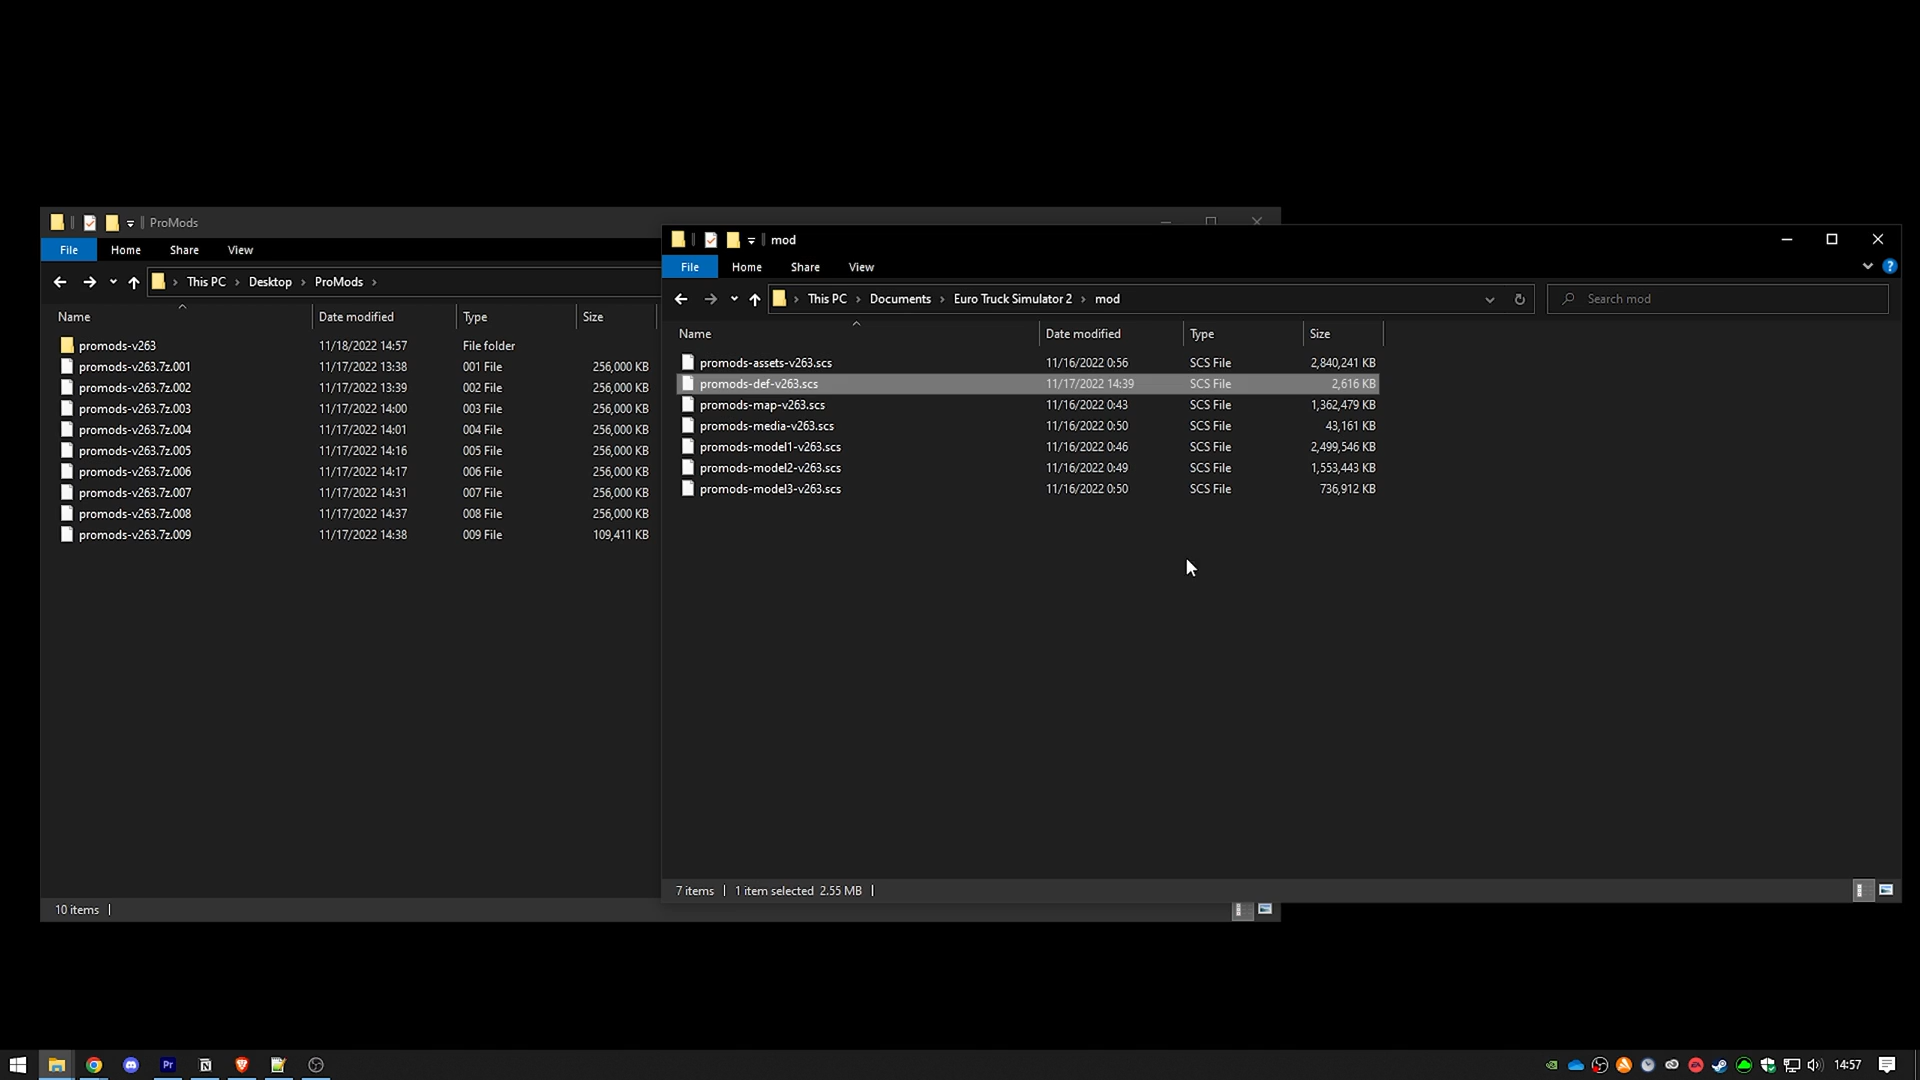 ProMods
File Home Share View
This PC › Desktop › ProMods ›
Name Date modified Type Size
promods-v263 11/18/2022 14:57 File folder
promods-v263.7z.001 11/17/2022 13:38 001 File 256,000 KB
promods-v263.7z.002 11/17/2022 13:39 002 File 256,000 KB
promods-v263.7z.003 11/17/2022 14:00 003 File 256,000 KB
promods-v263.7z.004 11/17/2022 14:01 004 File 256,000 KB
promods-v263.7z.005 11/17/2022 14:16 005 File 256,000 KB
promods-v263.7z.006 11/17/2022 14:17 006 File 256,000 KB
promods-v263.7z.007 11/17/2022 14:31 007 File 256,000 KB
promods-v263.7z.008 11/17/2022 14:37 008 File 256,000 KB
promods-v263.7z.009 11/17/2022 14:38 009 File 109,411 KB
10 items
mod
File Home Share View
This PC › Documents › Euro Truck Simulator 2 › mod
Search mod
Name Date modified Type Size
promods-assets-v263.scs 11/16/2022 0:56 SCS File 2,840,241 KB
promods-def-v263.scs 11/17/2022 14:39 SCS File 2,616 KB
promods-map-v263.scs 11/16/2022 0:43 SCS File 1,362,479 KB
promods-media-v263.scs 11/16/2022 0:50 SCS File 43,161 KB
promods-model1-v263.scs 11/16/2022 0:46 SCS File 2,499,546 KB
promods-model2-v263.scs 11/16/2022 0:49 SCS File 1,553,443 KB
promods-model3-v263.scs 11/16/2022 0:50 SCS File 736,912 KB
7 items 1 item selected 2.55 MB
Pr
14:57